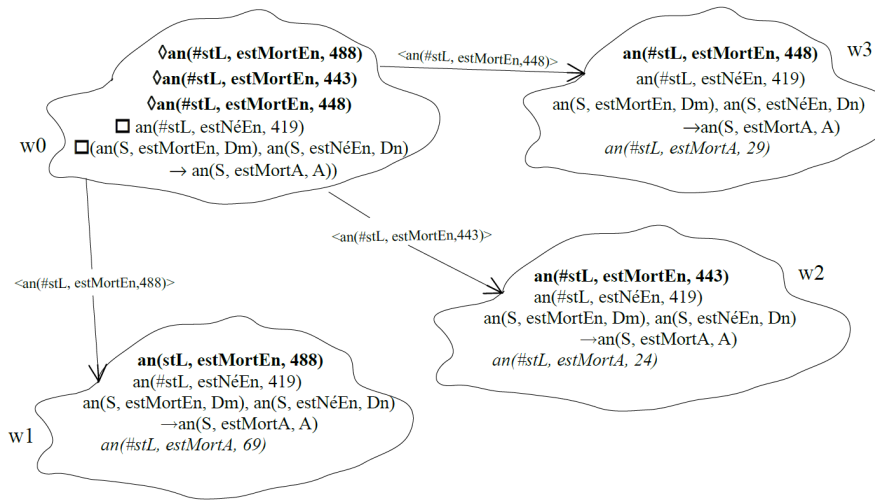 ◊an(#stL, estMortEn, 488)
◊an(#stL, estMortEn, 443)
◊an(#stL, estMortEn, 448)
□ an(#stL, estNéEn, 419)
□(an(S, estMortEn, Dm), an(S, estNéEn, Dn)
→ an(S, estMortA, A))
w0
<an(#stL, estMortEn,448)>
an(#stL, estMortEn, 448)
an(#stL, estNéEn, 419)
an(S, estMortEn, Dm), an(S, estNéEn, Dn)
→an(S, estMortA, A)
an(#stL, estMortA, 29)
w3
<an(#stL, estMortEn,443)>
an(#stL, estMortEn, 443)
an(#stL, estNéEn, 419)
an(S, estMortEn, Dm), an(S, estNéEn, Dn)
→an(S, estMortA, A)
an(#stL, estMortA, 24)
w2
<an(#stL, estMortEn,488)>
an(stL, estMortEn, 488)
an(#stL, estNéEn, 419)
an(S, estMortEn, Dm), an(S, estNéEn, Dn)
→an(S, estMortA, A)
an(#stL, estMortA, 69)
w1